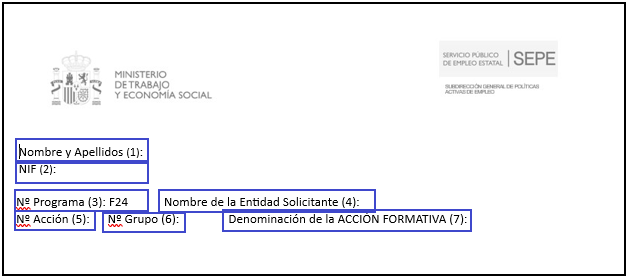 MINISTERIO
DE TRABAJO
Y ECONOMÍA SOCIAL
SERVICIO PÚBLICO
DE EMPLEO ESTATAL
SEPE
SUBDIRECCIÓN GENERAL DE POLÍTICAS
ACTIVAS DE EMPLEO
Nombre y Apellidos (1):
NIF (2):
Nº Programa (3): F24 Nombre de la Entidad Solicitante (4):
Nº Acción (5): Nº Grupo (6): Denominación de la ACCIÓN FORMATIVA (7):